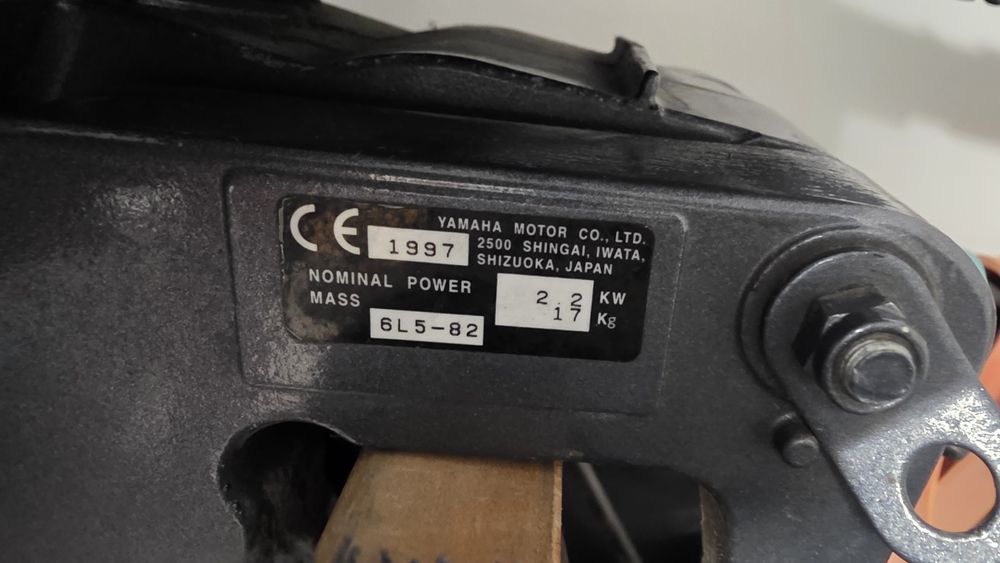 CE YAMAHA MOTOR CO., LTD.
1997 2500 SHINGAI, IWATA,
SHIZUOKA, JAPAN
NOMINAL POWER 2.2 KW
MASS 17 Kg
6L5-82